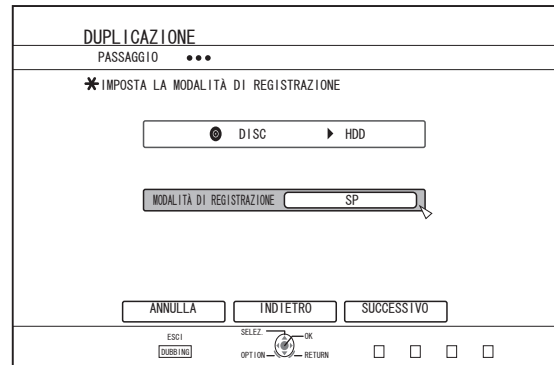 DUPLICAZIONE
PASSAGGIO
IMPOSTA LA MODALITÀ DI REGISTRAZIONE
DISC HDD
MODALITÀ DI REGISTRAZIONE SP
ANNULLA INDIETRO SUCCESSIVO
ESCI SELEZ. OK
DUBBING OPTION RETURN